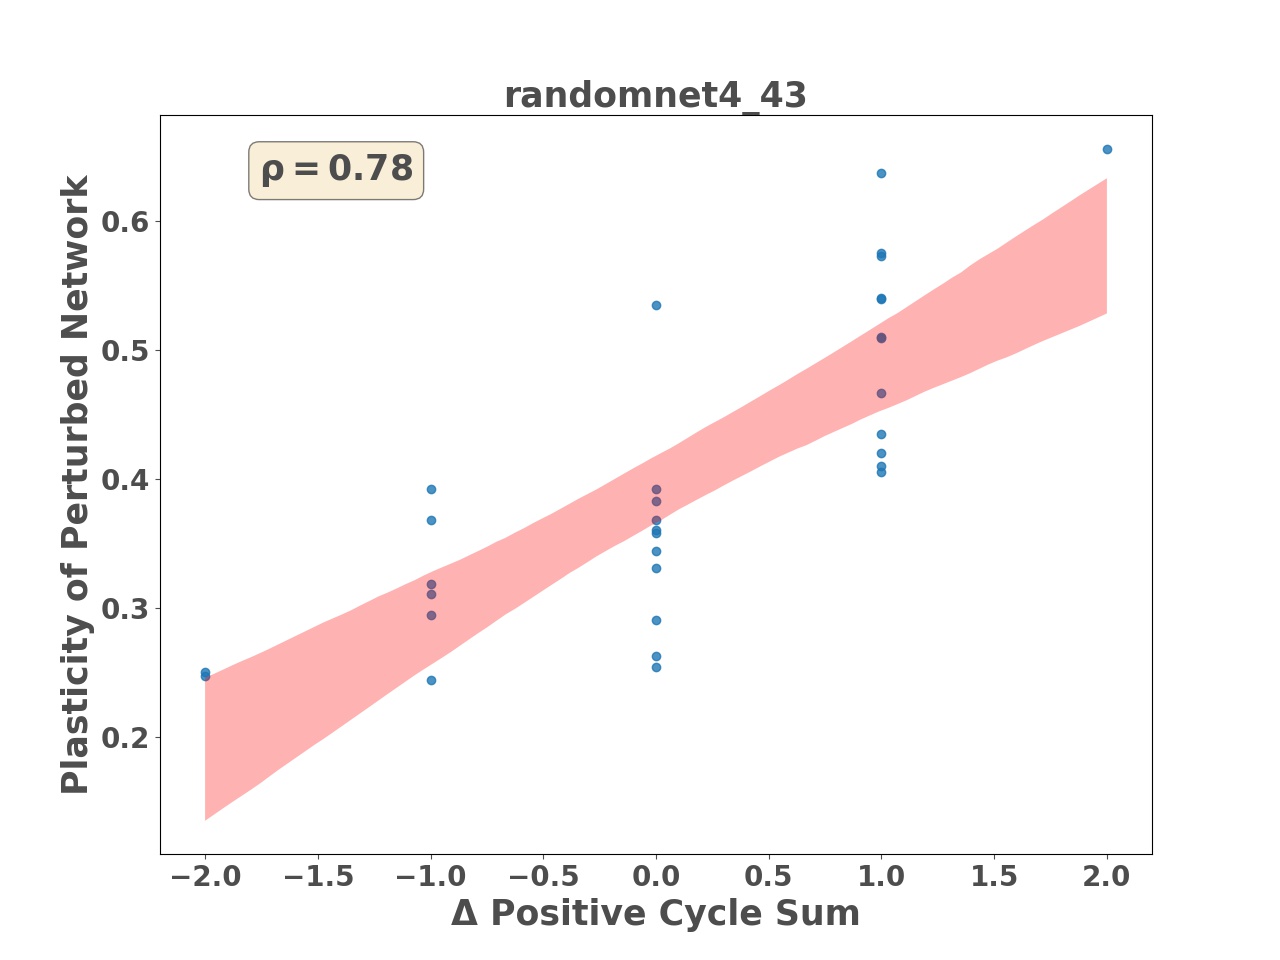 randomnet4_43
ρ = 0.78
Plasticity of Perturbed Network
0.6
0.5
0.4
0.3
0.2
−2.0 −1.5 −1.0 −0.5 0.0 0.5 1.0 1.5 2.0
Δ Positive Cycle Sum